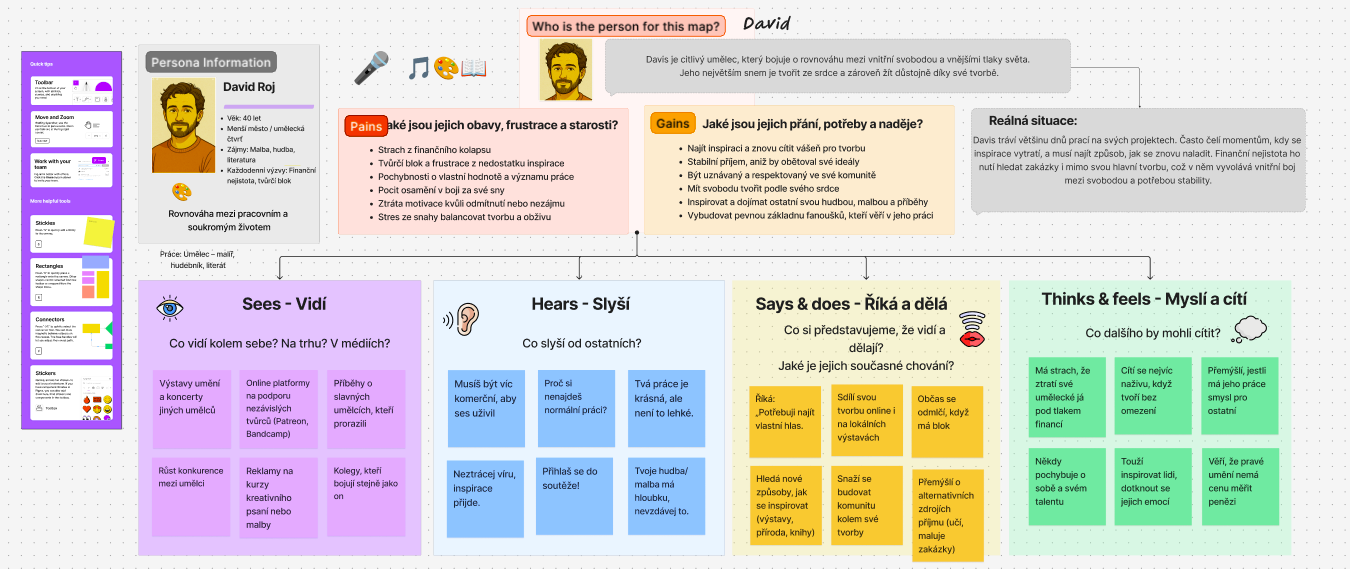 Who is the person for this map?
David
Quick tips
Toolbar
Move and Zoom
Work with your
team
More helpful tools
Stickies
Rectangles
Connectors
Stickers
Persona Information
David Roj
• Věk: 40 let
• Menší město / umělecká
čtvrť
• Zájmy: Malba, hudba,
literatura
• Každodenní výzvy: Finanční
nejistota, tvůrčí blok
Rovnováha mezi pracovním a
soukromým životem
Práce: Umělec – malíř,
hudebník, literát
Davis je citlivý umělec, který bojuje o rovnováhu mezi vnitřní svobodou a vnějšími tlaky světa.
Jeho největším snem je tvořit ze srdce a zároveň žít důstojně díky své tvorbě.
Pains
aké jsou jejich obavy, frustrace a starosti?
• Strach z finančního kolapsu
• Tvůrčí blok a frustrace z nedostatku inspirace
• Pochybnosti o vlastní hodnotě a významu práce
• Pocit osamění v boji za své sny
• Ztráta motivace kvůli odmítnutí nebo nezájmu
• Stres ze snahy balancovat tvorbu a obživu
Gains
Jaké jsou jejich přání, potřeby a naděje?
• Najít inspiraci a znovu cítit vášeň pro tvorbu
• Stabilní příjem, aniž by obětoval své ideály
• Být uznávaný a respektovaný ve své komunitě
• Mít svobodu tvořit podle svého srdce
• Inspirovat a dojímat ostatní svou hudbou, malbou a příběhy
• Vybudovat pevnou základnu fanoušků, kteří věří v jeho práci
Reálná situace:
Davis tráví většinu dnů prací na svých projektech. Často čelí momentům, kdy se
inspirace vytratí, a musí najít způsob, jak se znovu naladit. Finanční nejistota ho
nutí hledat zakázky i mimo svou hlavní tvorbu, což v něm vyvolává vnitřní boj
mezi svobodou a potřebou stability.
Sees - Vidí
Co vidí kolem sebe? Na trhu? V médiích?
Výstavy umění
a koncerty
jiných umělců
Online platformy
na podporu
nezávislých
tvůrců (Patreon,
Bandcamp)
Příběhy o
slavných
umělcích, kteří
prorazili
Růst konkurence
mezi umělci
Reklamy na
kurzy
kreativního
psaní nebo
malby
Kolegy, kteří
bojují stejně jako
on
Hears - Slyší
Co slyší od ostatních?
Musíš být víc
komerční, aby
ses uživil
Proč si
nenajdeš
normální práci?
Tvá práce je
krásná, ale
není to lehké.
Neztrácej víru,
inspirace
přijde.
Přihlaš se do
soutěže!
Tvoje hudba/
malba má
hloubku,
nevzdávej to.
Says & does - Říká a dělá
Co si představujeme, že vidí a
dělají?
Jaké je jejich současné chování?
Říká:
„Potřebuji najít
vlastní hlas.
Sdílí svou
tvorbu online i
na lokálních
výstavách
Občas se
odmlčí, když
má blok
Hledá nové
způsoby, jak
se inspirovat
(výstavy,
příroda, knihy)
Snaží se
budovat
komunitu
kolem své
tvorby
Přemýšlí o
alternativních
zdrojích
příjmu (učí,
maluje
zakázky)
Thinks & feels - Myslí a cítí
Co dalšího by mohli cítit?
Má strach, že
ztratí své
umělecké já
pod tlakem
financí
Cítí se nejvíc
naživu, když
tvoří bez
omezení
Přemýšlí, jestli
má jeho práce
smysl pro
ostatní
Někdy
pochybuje o
sobě a svém
talentu
Touží
inspirovat lidi,
dotknout se
jejich emocí
Věří, že pravé
umění nemá
cenu měřit
penězi